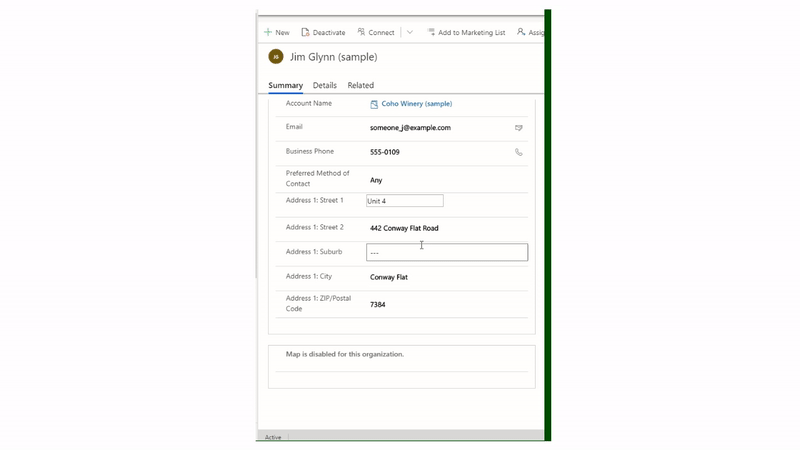 New Deactivate Connect Add to Marketing List Assig
JG Jim Glynn (sample)
Summary Details Related
Account Name Coho Winery (sample)
Email someone_j@example.com
Business Phone 555-0109
Preferred Method of
Contact Any
Address 1: Street 1 Unit 4
Address 1: Street 2 442 Conway Flat Road
Address 1: Suburb ---
Address 1: City Conway Flat
Address 1: ZIP/Postal
Code 7384
Map is disabled for this organization.
Active